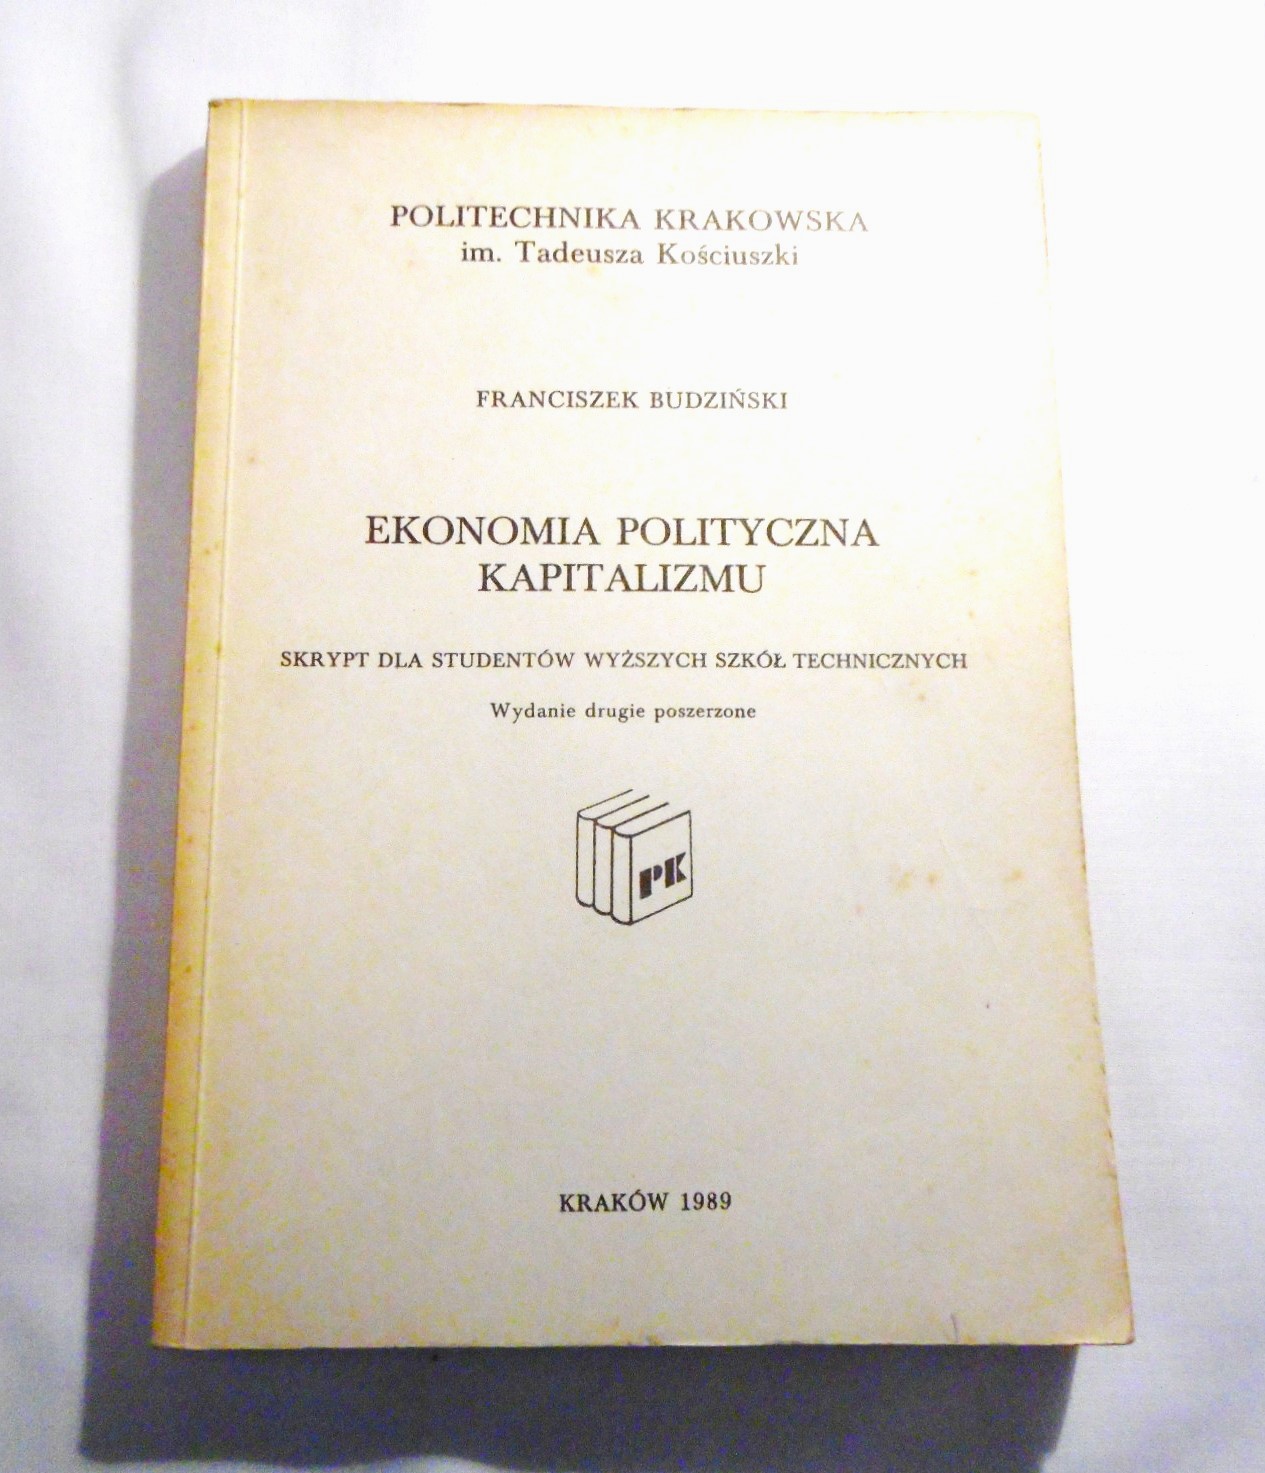 POLITECHNIKA KRAKOWSKA
im. Tadeusza Kościuszki
FRANCISZEK BUDZIŃSKI
EKONOMIA POLITYCZNA
KAPITALIZMU
SKRYPT DLA STUDENTÓW WYŻSZYCH SZKÓŁ TECHNICZNYCH
Wydanie drugie poszerzone
PK
KRAKÓW 1989